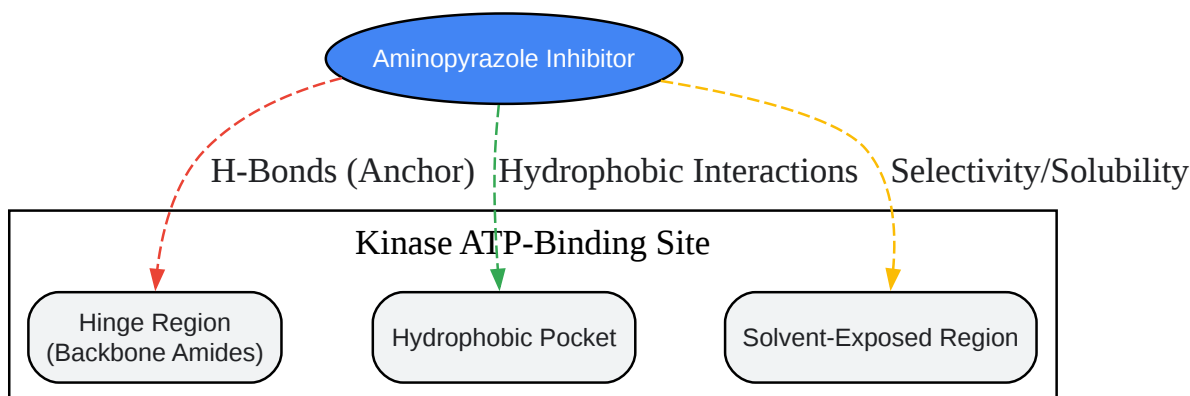 Aminopyrazole Inhibitor
H-Bonds (Anchor)
Hydrophobic Interactions
Selectivity/Solubility
Kinase ATP-Binding Site
Hinge Region
(Backbone Amides)
Hydrophobic Pocket
Solvent-Exposed Region